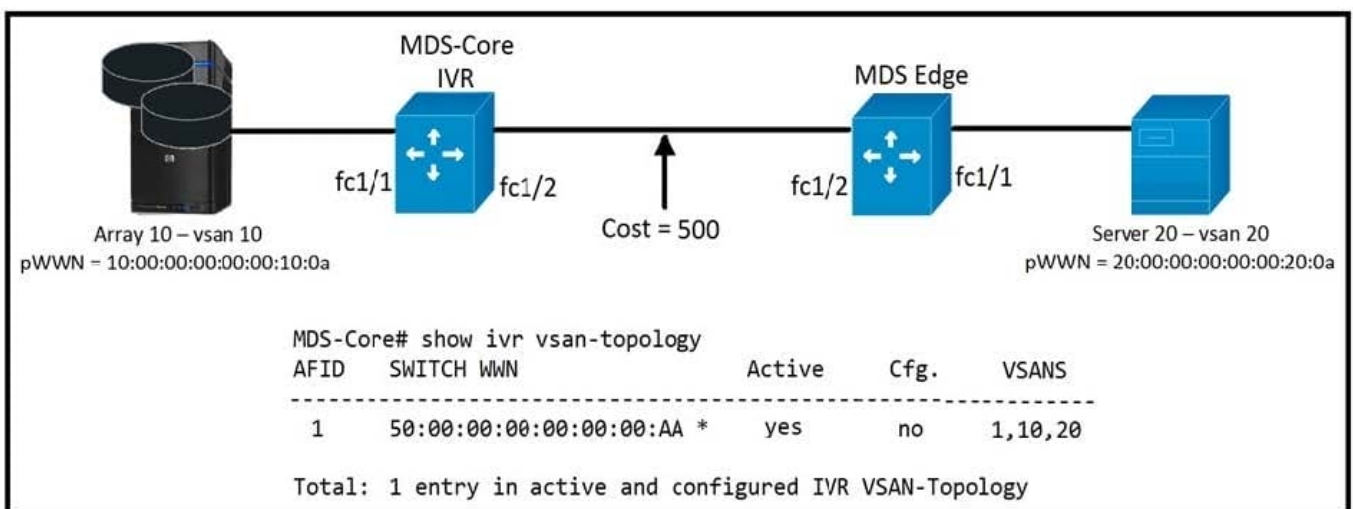 MDS-Core
IVR
MDS Edge
fc1/1
fc1/2
fc1/2
fc1/1
Cost = 500
Array 10 – vsan 10
pWWN = 10:00:00:00:00:00:10:0a
Server 20 – vsan 20
pWWN = 20:00:00:00:00:00:20:0a
MDS-Core# show ivr vsan-topology
AFID SWITCH WWN Active Cfg. VSANS
--------------------------------------------------------------
1 50:00:00:00:00:00:00:AA * yes no 1,10,20
Total: 1 entry in active and configured IVR VSAN-Topology